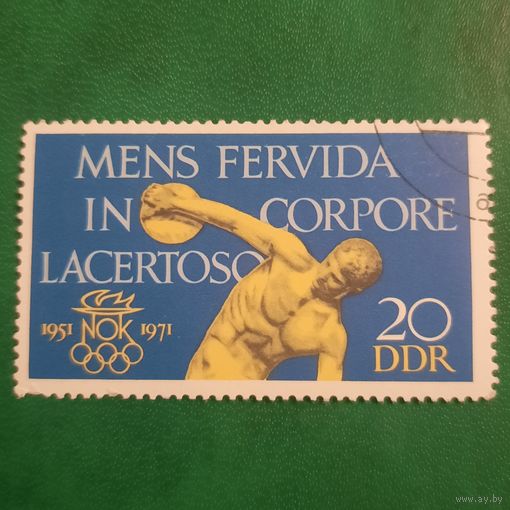 MENS FERVIDA
IN CORPORE
LACERTOSO
1951 NOK 1971
20
DDR
www.ay.by